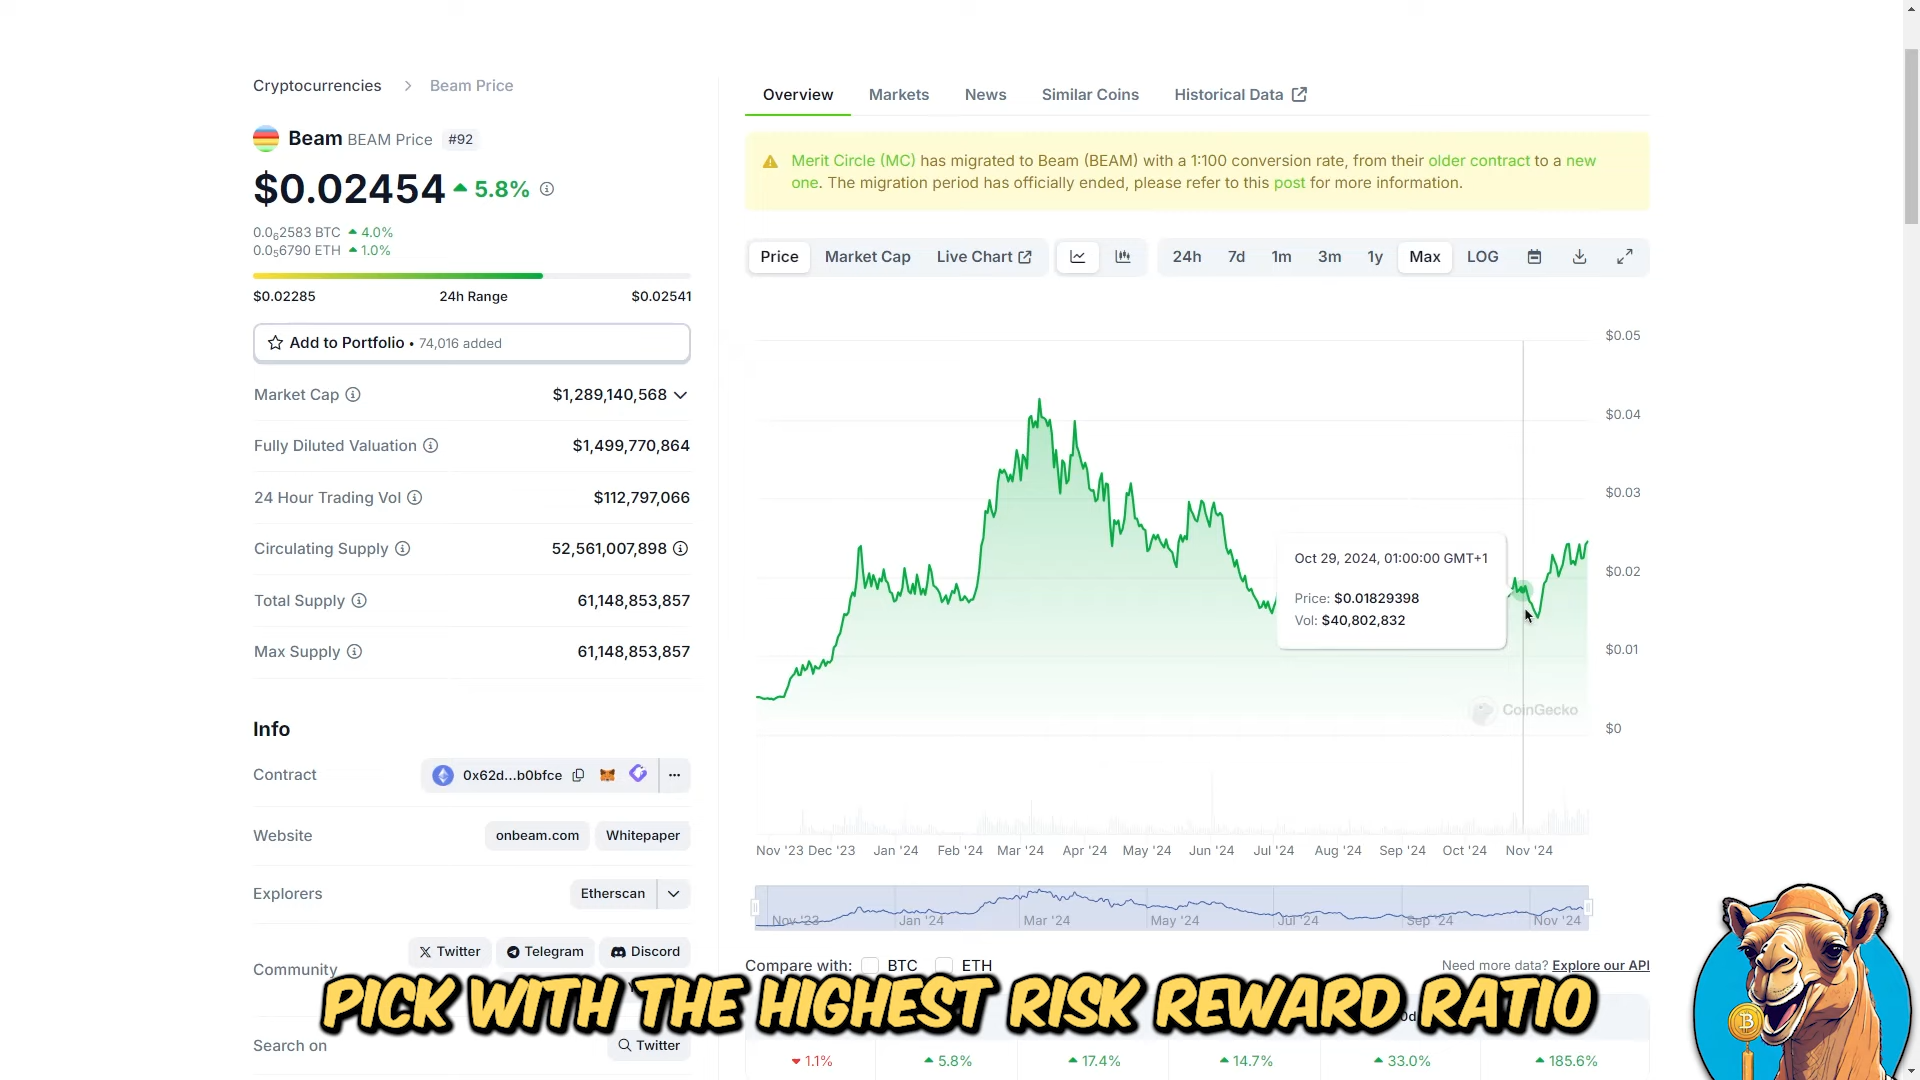 Cryptocurrencies > Beam Price
Beam BEAM Price #92
$0.02454 5.8%
0.0₆2583 BTC 4.0%
0.0₅6790 ETH 1.0%
$0.02285 24h Range $0.02541
Add to Portfolio • 74,016 added
Market Cap $1,289,140,568
Fully Diluted Valuation $1,499,770,864
24 Hour Trading Vol $112,797,066
Circulating Supply 52,561,007,898
Total Supply 61,148,853,857
Max Supply 61,148,853,857
Info
Contract 0x62d...b0bfce
Website onbeam.com Whitepaper
Explorers Etherscan
Community Twitter Telegram Discord
Search on Twitter
Overview Markets News Similar Coins Historical Data
Merit Circle (MC) has migrated to Beam (BEAM) with a 1:100 conversion rate, from their older contract to a new
one. The migration period has officially ended, please refer to this post for more information.
Price Market Cap Live Chart 24h 7d 1m 3m 1y Max LOG
$0.05
$0.04
$0.03
$0.02
$0.01
$0
Oct 29, 2024, 01:00:00 GMT+1
Price: $0.01829398
Vol: $40,802,832
CoinGecko
Nov '23 Dec '23 Jan '24 Feb '24 Mar '24 Apr '24 May '24 Jun '24 Jul '24 Aug '24 Sep '24 Oct '24 Nov '24
Nov '23 Jan '24 Mar '24 May '24 Jul '24 Sep '24 Nov '24
Compare with: BTC ETH Need more data? Explore our API
PICK WITH THE HIGHEST RISK REWARD RATIO
1.1% 5.8% 17.4% 14.7% 33.0% 185.6%